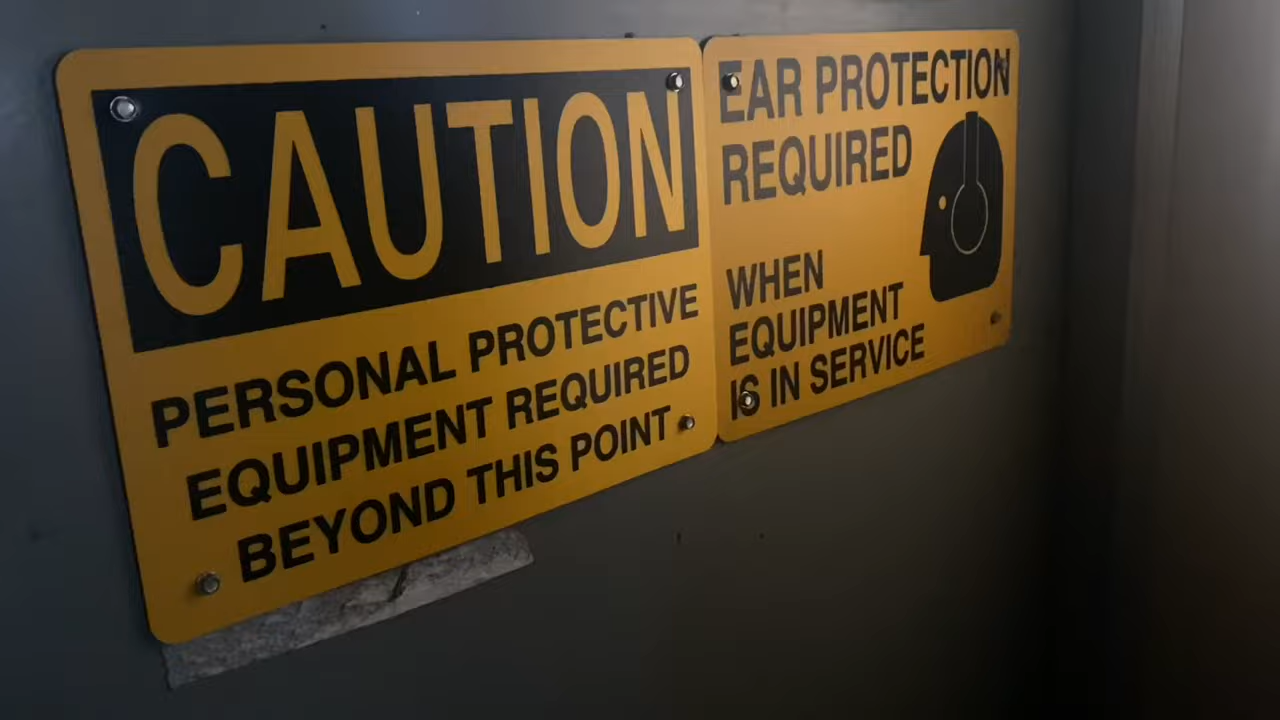 CAUTION
PERSONAL PROTECTIVE
EQUIPMENT REQUIRED
BEYOND THIS POINT
EAR PROTECTION
REQUIRED
WHEN
EQUIPMENT
IS IN SERVICE